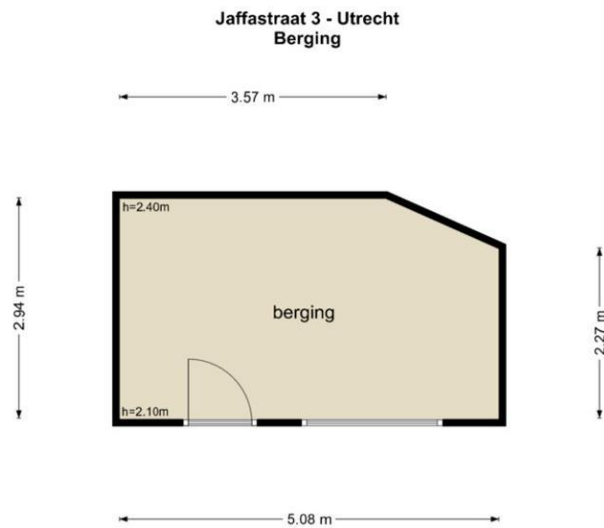 Jaffastraat 3 - Utrecht
Berging
3.57 m
h=2.40m
2.94 m
2.27 m
berging
h=2.10m
5.08 m